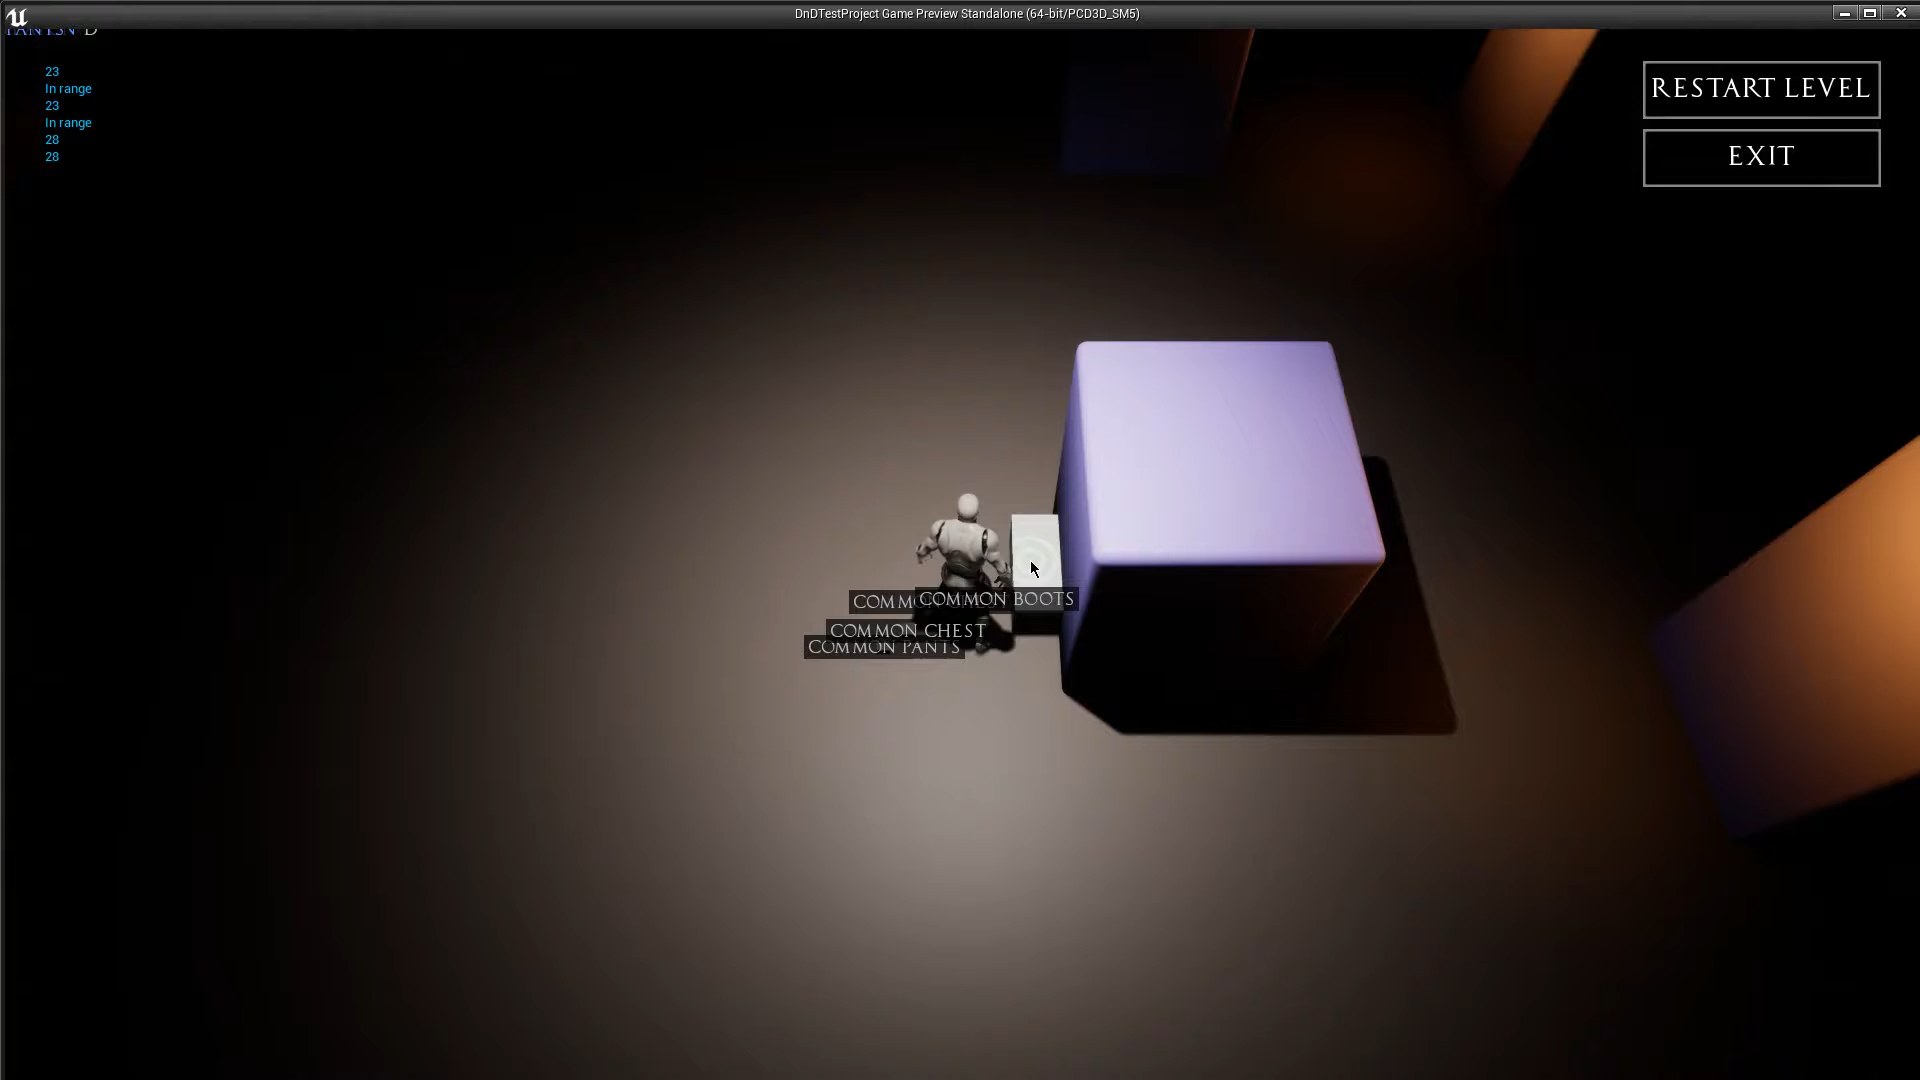 DnDTestProject Game Preview Standalone (64-bit/PCD3D_SM5)
23
In range
23
In range
28
28
RESTART LEVEL
EXIT
COMMON BOOTS
COMMON CHEST
COMMON PANTS